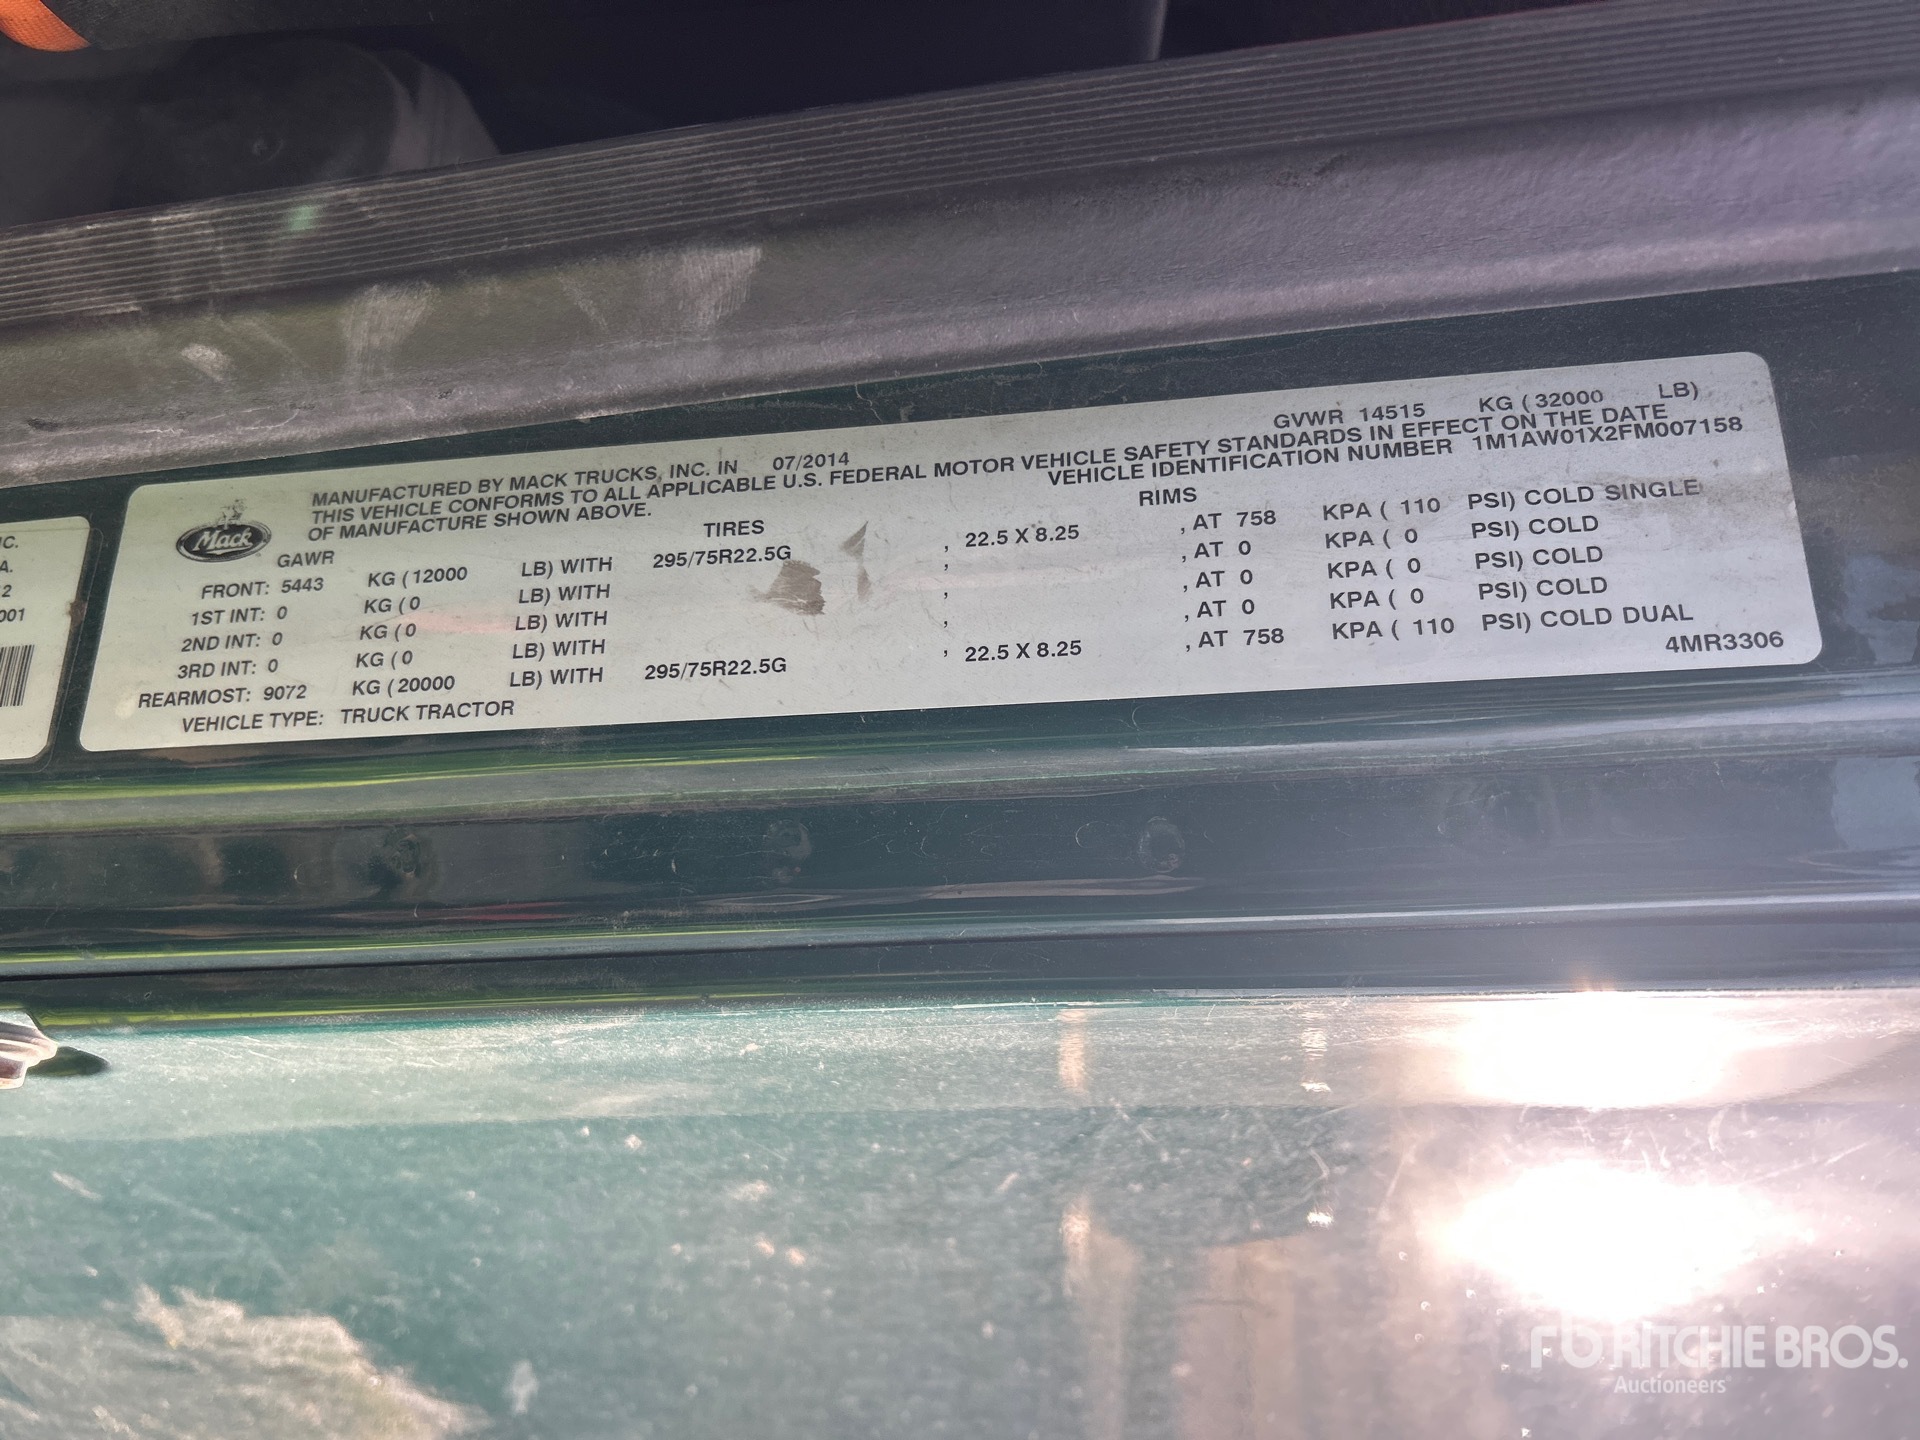 GVWR 14515 KG (32000 LB)
MANUFACTURED BY MACK TRUCKS, INC. IN 07/2014
THIS VEHICLE CONFORMS TO ALL APPLICABLE U.S. FEDERAL MOTOR VEHICLE SAFETY STANDARDS IN EFFECT ON THE DATE
OF MANUFACTURE SHOWN ABOVE.
VEHICLE IDENTIFICATION NUMBER 1M1AW01X2FM007158
Mack
GAWR TIRES RIMS
FRONT: 5443 KG (12000 LB) WITH 295/75R22.5G , 22.5 X 8.25 , AT 758 KPA ( 110 PSI) COLD SINGLE
1ST INT: 0 KG (0 LB) WITH , , AT 0 KPA ( 0 PSI) COLD
2ND INT: 0 KG (0 LB) WITH , , AT 0 KPA ( 0 PSI) COLD
3RD INT: 0 KG (0 LB) WITH , , AT 0 KPA ( 0 PSI) COLD
REARMOST: 9072 KG (20000 LB) WITH 295/75R22.5G , 22.5 X 8.25 , AT 758 KPA ( 110 PSI) COLD DUAL
VEHICLE TYPE: TRUCK TRACTOR
4MR3306
C.
A.
2
001
rb RITCHIE BROS.
Auctioneers